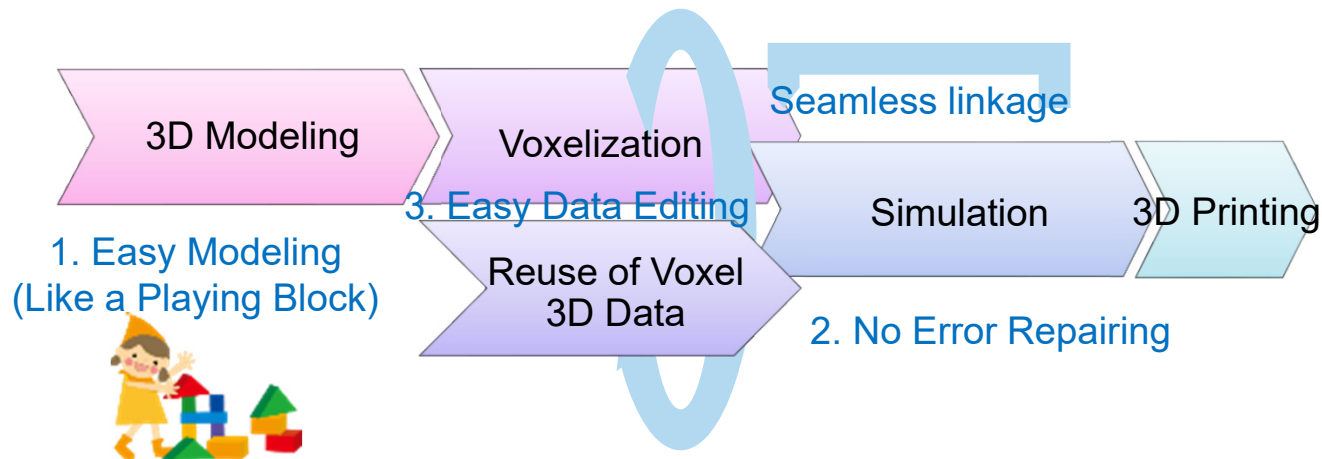 3D Modeling
Voxelization
Seamless linkage
3. Easy Data Editing
Simulation
3D Printing
1. Easy Modeling
(Like a Playing Block)
Reuse of Voxel
3D Data
2. No Error Repairing